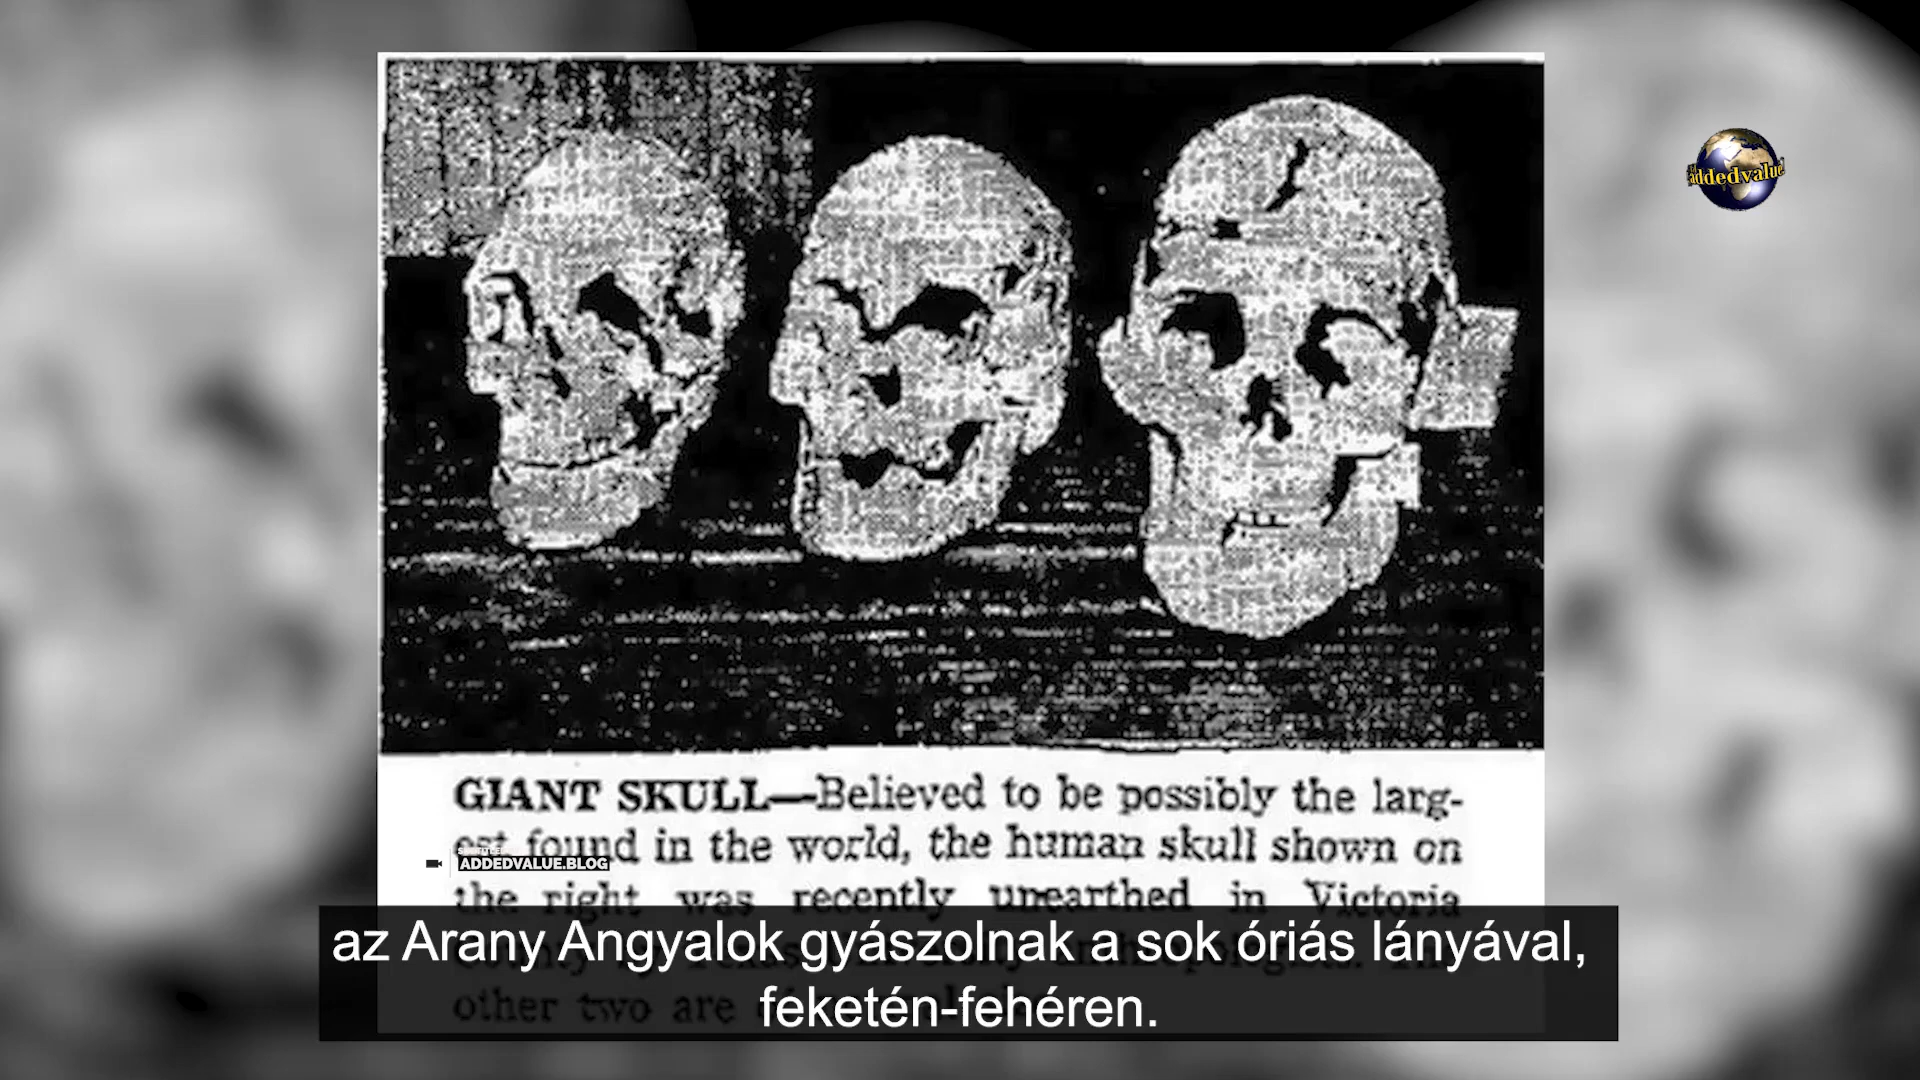 addedvalue
GIANT SKULL—Believed to be possibly the larg-
found in the world, the human skull shown on
ADDEDVALUE.BLOG
the right was recently unearthed in Victoria
az Arany Angyalok gyászolnak a sok óriás lányával,
feketén-fehéren.
other two are